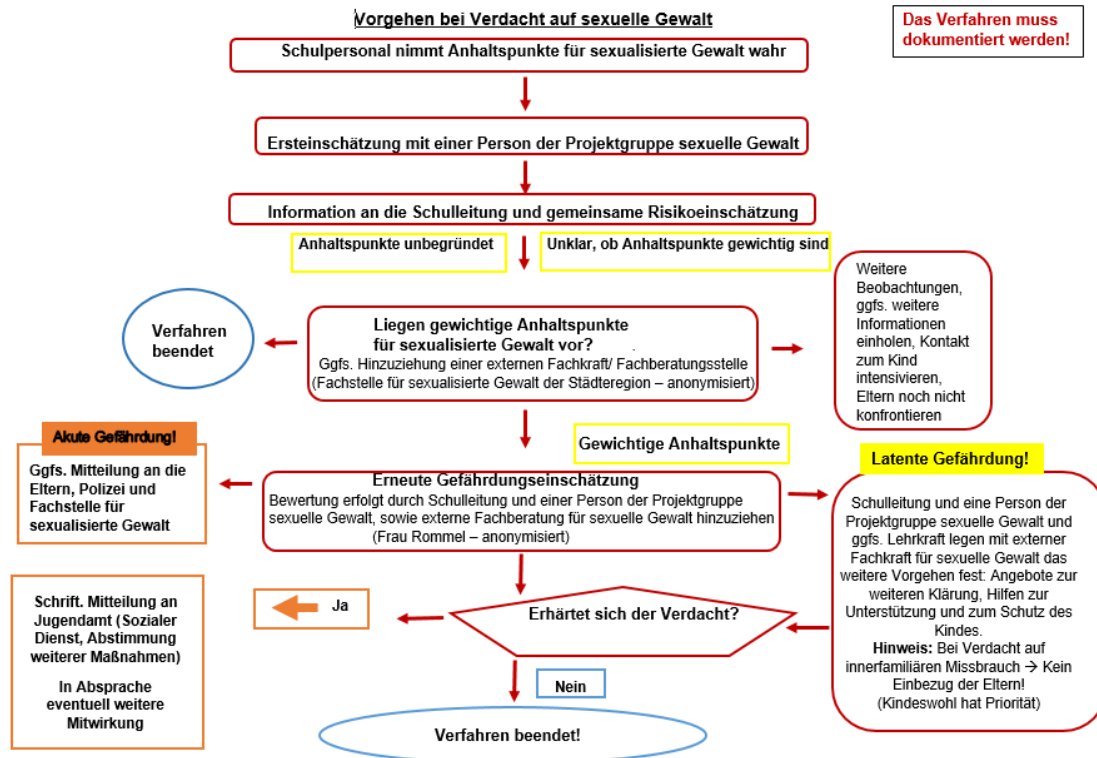 Vorgehen bei Verdacht auf sexuelle Gewalt
Das Verfahren muss
dokumentiert werden!
Schulpersonal nimmt Anhaltspunkte für sexualisierte Gewalt wahr
Ersteinschätzung mit einer Person der Projektgruppe sexuelle Gewalt
Information an die Schulleitung und gemeinsame Risikoeinschätzung
Anhaltspunkte unbegründet
Unklar, ob Anhaltspunkte gewichtig sind
Verfahren
beendet
Liegen gewichtige Anhaltspunkte
für sexualisierte Gewalt vor?
Ggfs. Hinzuziehung einer externen Fachkraft/ Fachberatungsstelle
(Fachstelle für sexualisierte Gewalt der Städteregion – anonymisiert)
Weitere
Beobachtungen,
ggfs. weitere
Informationen
einholen, Kontakt
zum Kind
intensivieren,
Eltern noch nicht
konfrontieren
Gewichtige Anhaltspunkte
Akute Gefährdung!
Ggfs. Mitteilung an die
Eltern, Polizei und
Fachstelle für
sexualisierte Gewalt
Erneute Gefährdungseinschätzung
Bewertung erfolgt durch Schulleitung und einer Person der Projektgruppe
sexuelle Gewalt, sowie externe Fachberatung für sexuelle Gewalt hinzuziehen
(Frau Rommel – anonymisiert)
Latente Gefährdung!
Schulleitung und eine Person der
Projektgruppe sexuelle Gewalt und
ggfs. Lehrkraft legen mit externer
Fachkraft für sexuelle Gewalt das
weitere Vorgehen fest: Angebote zur
weiteren Klärung, Hilfen zur
Unterstützung und zum Schutz des
Kindes.
Hinweis: Bei Verdacht auf
innerfamiliären Missbrauch → Kein
Einbezug der Eltern!
(Kindeswohl hat Priorität)
Schrift. Mitteilung an
Jugendamt (Sozialer
Dienst, Abstimmung
weiterer Maßnahmen)
In Absprache
eventuell weitere
Mitwirkung
Ja
Erhärtet sich der Verdacht?
Nein
Verfahren beendet!